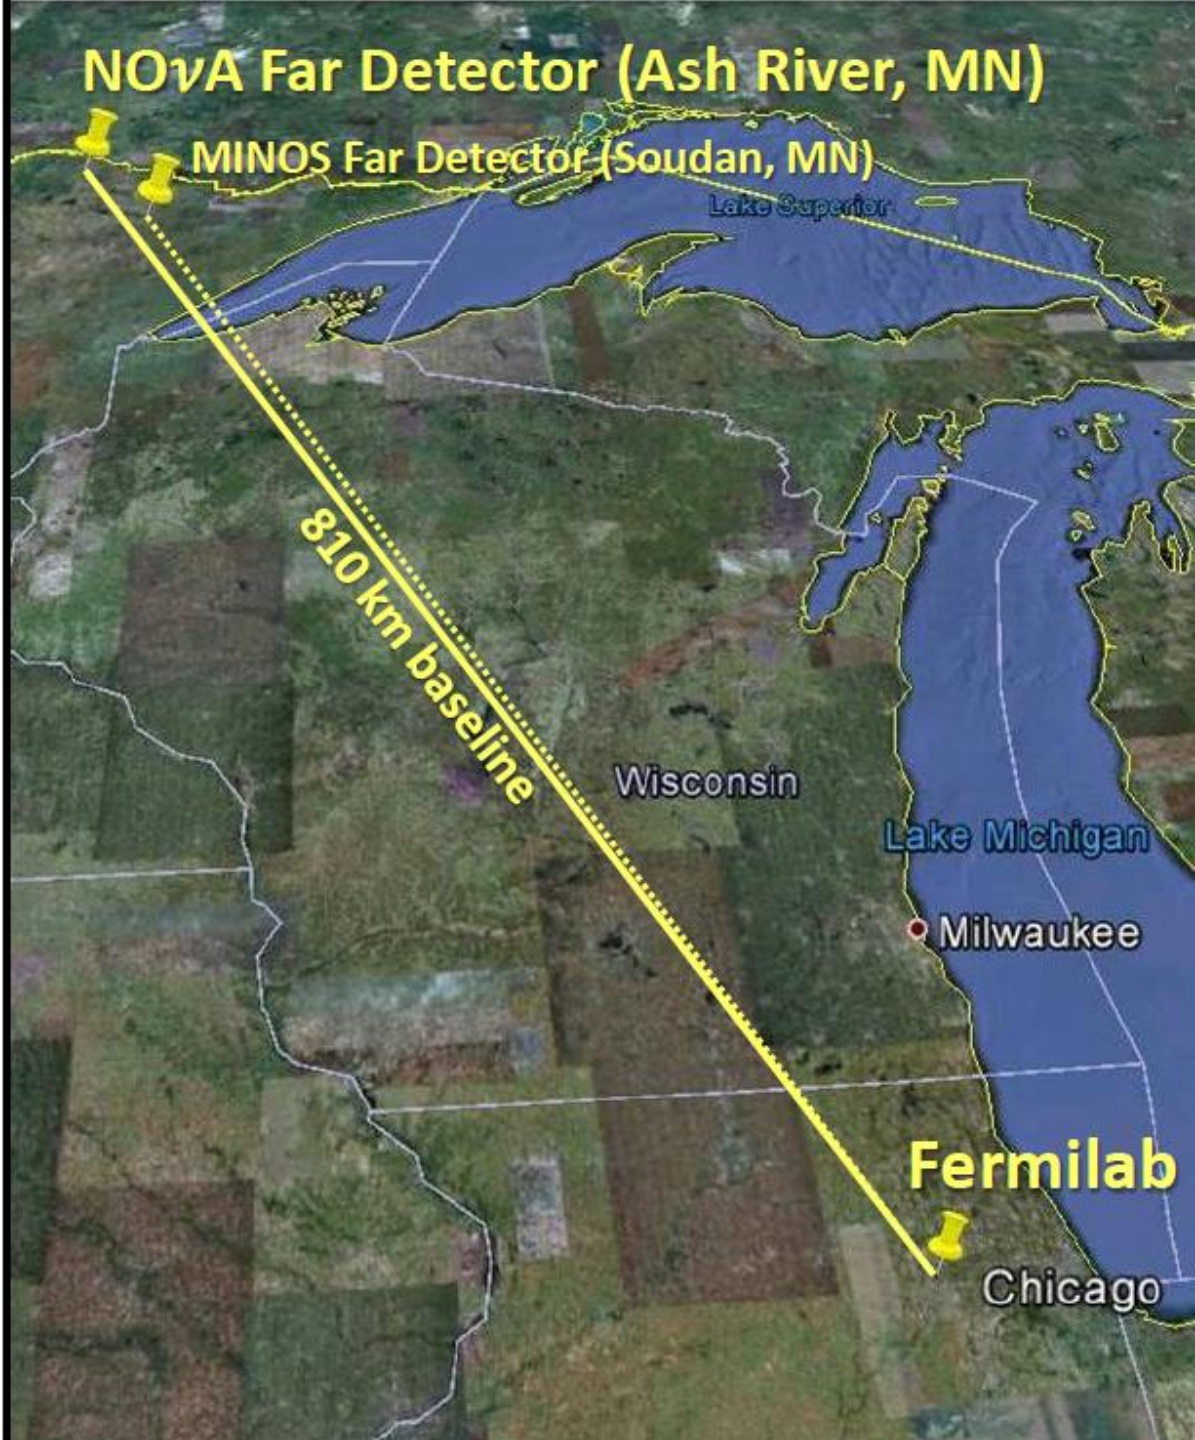 NOνA Far Detector (Ash River, MN)
MINOS Far Detector (Soudan, MN)
Lake Superior
810 km baseline
Wisconsin
Lake Michigan
Milwaukee
Fermilab
Chicago